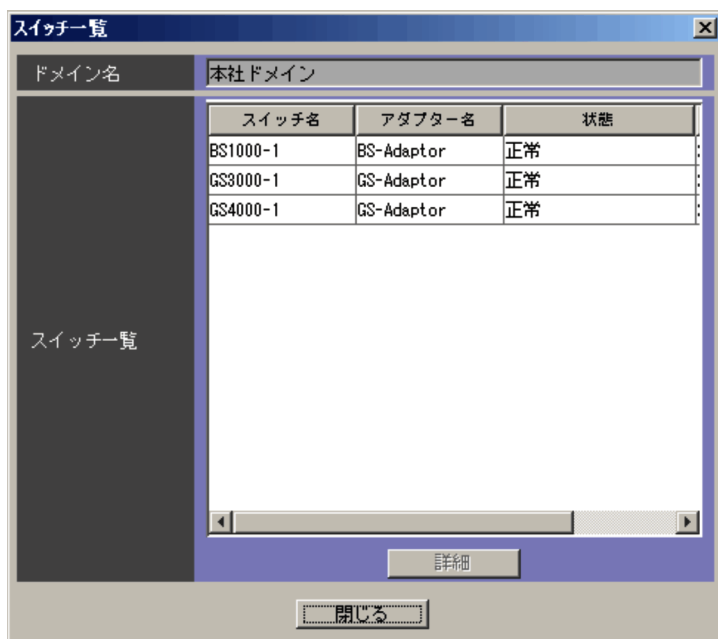 スイッチ一覧
ドメイン名
本社ドメイン
スイッチ名 アダプター名 状態
BS1000-1 BS-Adaptor 正常
GS3000-1 GS-Adaptor 正常
GS4000-1 GS-Adaptor 正常
スイッチ一覧
詳細
閉じる